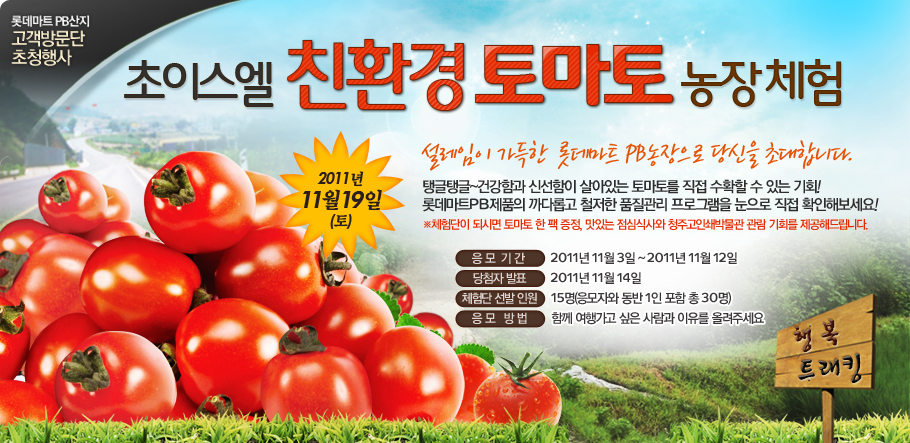 롯데마트 PB산지
고객방문단
초청행사
초이스엘 친환경 토마토 농장 체험
2011년
11월 19일
(토)
설레임이 가득한 롯데마트 PB농장으로 당신을 초대합니다.
탱글탱글~건강함과 신선함이 살아있는 토마토를 직접 수확할 수 있는 기회!
롯데마트PB제품의 까다롭고 철저한 품질관리 프로그램을 눈으로 직접 확인해보세요!
※체험단이 되시면 토마토 한 팩 증정, 맛있는 점심식사와 청주고인쇄박물관 관람 기회를 제공해드립니다.
응모 기간 2011년 11월 3일 ~ 2011년 11월 12일
당첨자 발표 2011년 11월 14일
체험단 선발 인원 15명(응모자와 동반 1인 포함 총 30명)
응모 방법 함께 여행가고 싶은 사람과 이유를 올려주세요
행복
트래킹